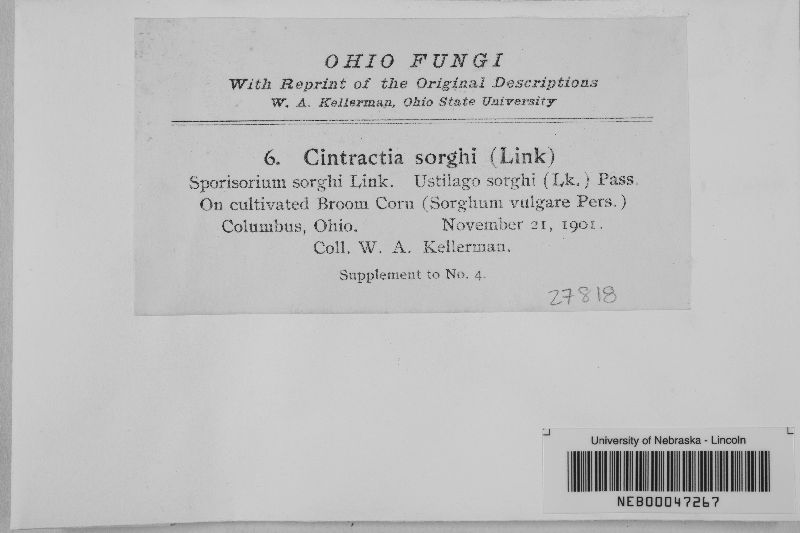 OHIO FUNGI
With Reprint of the Original Descriptions
W. A. Kellerman, Ohio State University
6. Cintractia sorghi (Link)
Sporisorium sorghi Link. Ustilago sorghi (Lk.) Pass.
On cultivated Broom Corn (Sorghum vulgare Pers.)
Columbus, Ohio. November 21, 1901.
Coll. W. A. Kellerman.
Supplement to No. 4.
27818
University of Nebraska - Lincoln
NEB00047267